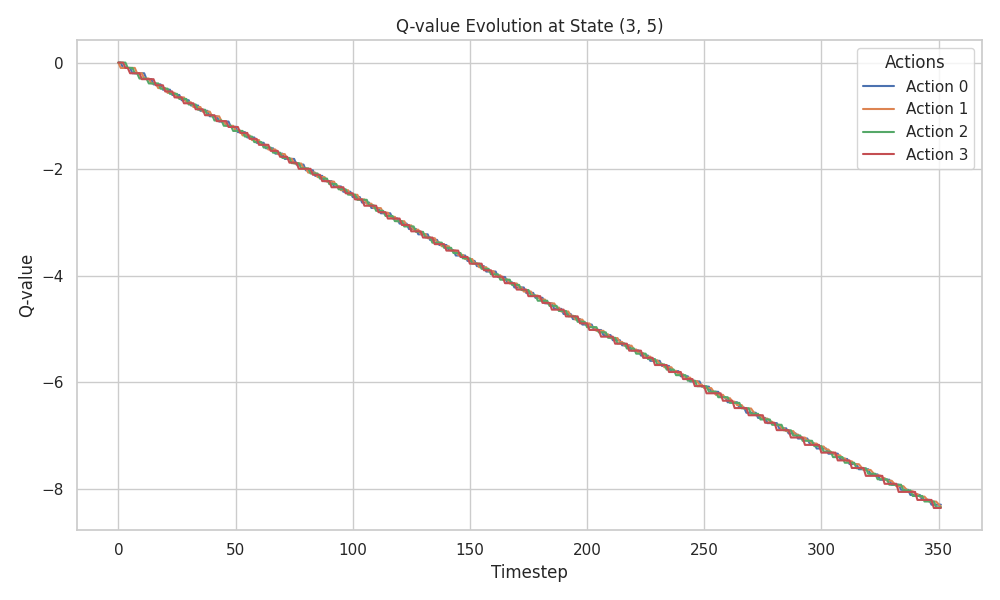 Q-value Evolution at State (3, 5)
Actions
Action 0
Action 1
Action 2
Action 3
Q-value
0
−2
−4
−6
−8
0 50 100 150 200 250 300 350
Timestep